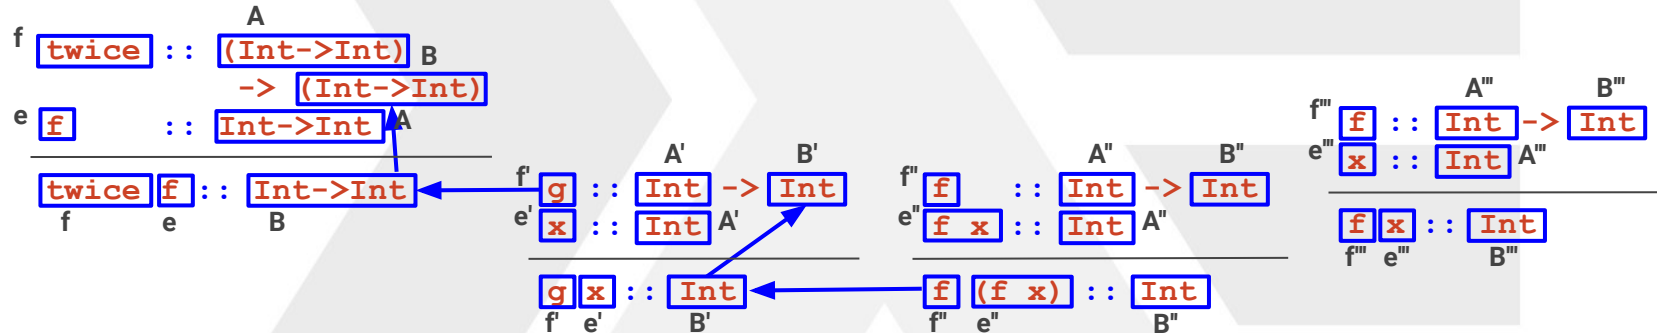 A
f twice :: (Int->Int) B
-> (Int->Int)
e f :: Int->Int A
twice f :: Int->Int
f e B
A' B'
f' g :: Int -> Int
e' x :: Int A'
g x :: Int
f' e' B'
A'' B''
f'' f :: Int -> Int
e'' f x :: Int A''
f (f x) :: Int
f'' e'' B''
A''' B'''
f''' f :: Int -> Int
e''' x :: Int A'''
f x :: Int
f''' e''' B'''